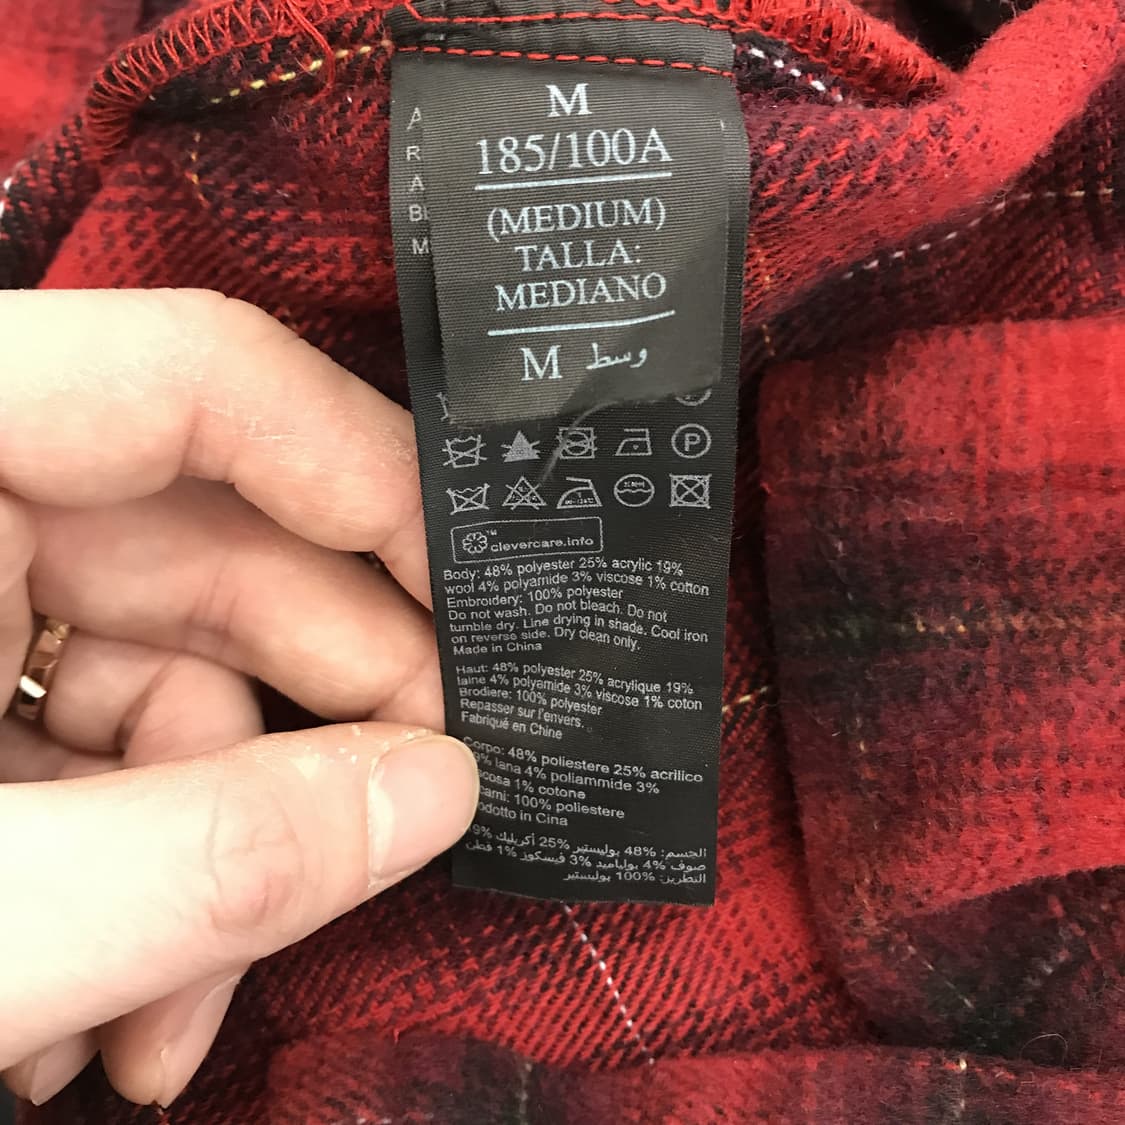 M
185/100A
(MEDIUM)
TALLA:
MEDIANO
M وسط
A
R
A
M
P
clevercare.info
Body: 48% polyester 25% acrylic 19%
wool 4% polyamide 3% viscose 1% cotton
Embroidery: 100% polyester
Do not wash. Do not bleach. Do not
tumble dry. Line drying in shade. Cool iron
on reverse side. Dry clean only.
Made in China
Haut: 48% polyester 25% acrylique 19%
laine 4% polyamide 3% viscose 1% coton
Brodiere: 100% polyester
Repasser sur l'envers.
Fabriqué en Chine
Corpo: 48% poliestere 25% acrilico
lana 4% poliammide 3%
1% cotone
100% poliestere
in Cina
الجسم: 48% بوليستير 25% أكريليك 19%
صوف 4% بولياميد 3% فيسكوز 1% قطن
التطريز: 100% بوليستير